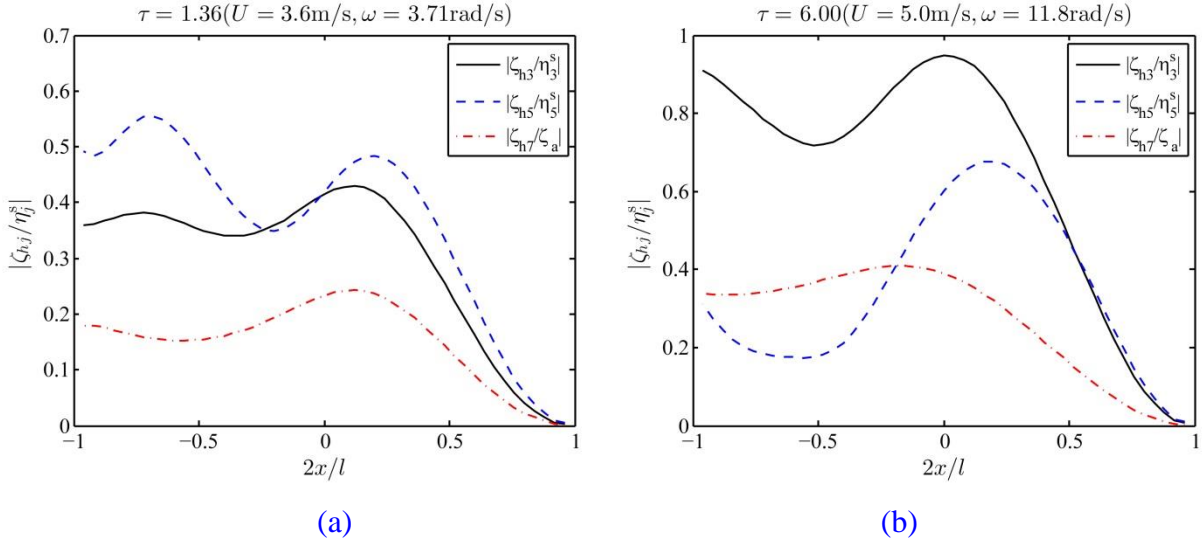 τ = 1.36(U = 3.6m/s, ω = 3.71rad/s)
0.7
0.6
0.5
0.4
0.3
0.2
0.1
0
|ζhj/ηjˢ|
|ζh3/η3ˢ|
|ζh5/η5ˢ|
|ζh7/ζa|
−1 −0.5 0 0.5 1
2x/l
(a)
τ = 6.00(U = 5.0m/s, ω = 11.8rad/s)
1
0.8
0.6
0.4
0.2
0
|ζhj/ηjˢ|
|ζh3/η3ˢ|
|ζh5/η5ˢ|
|ζh7/ζa|
−1 −0.5 0 0.5 1
2x/l
(b)